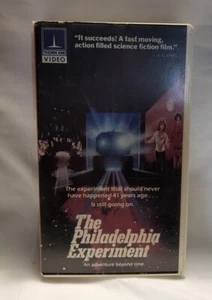 THORN EMI
VIDEO
"It succeeds! A fast moving,
action filled science fiction film."
The experiment that should never
have happened 41 years ago...
Is still going on.
The
Philadelphia
Experiment
An adventure beyond time.